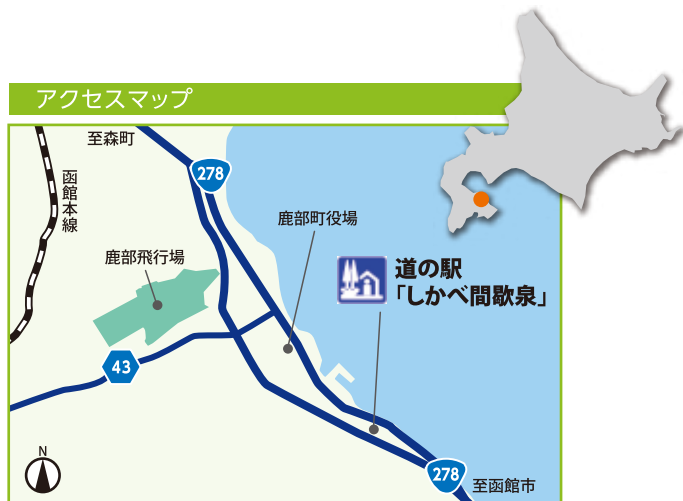 アクセスマップ
至森町
278
函館本線
鹿部町役場
鹿部飛行場
道の駅
「しかべ間歇泉」
43
N
278
至函館市